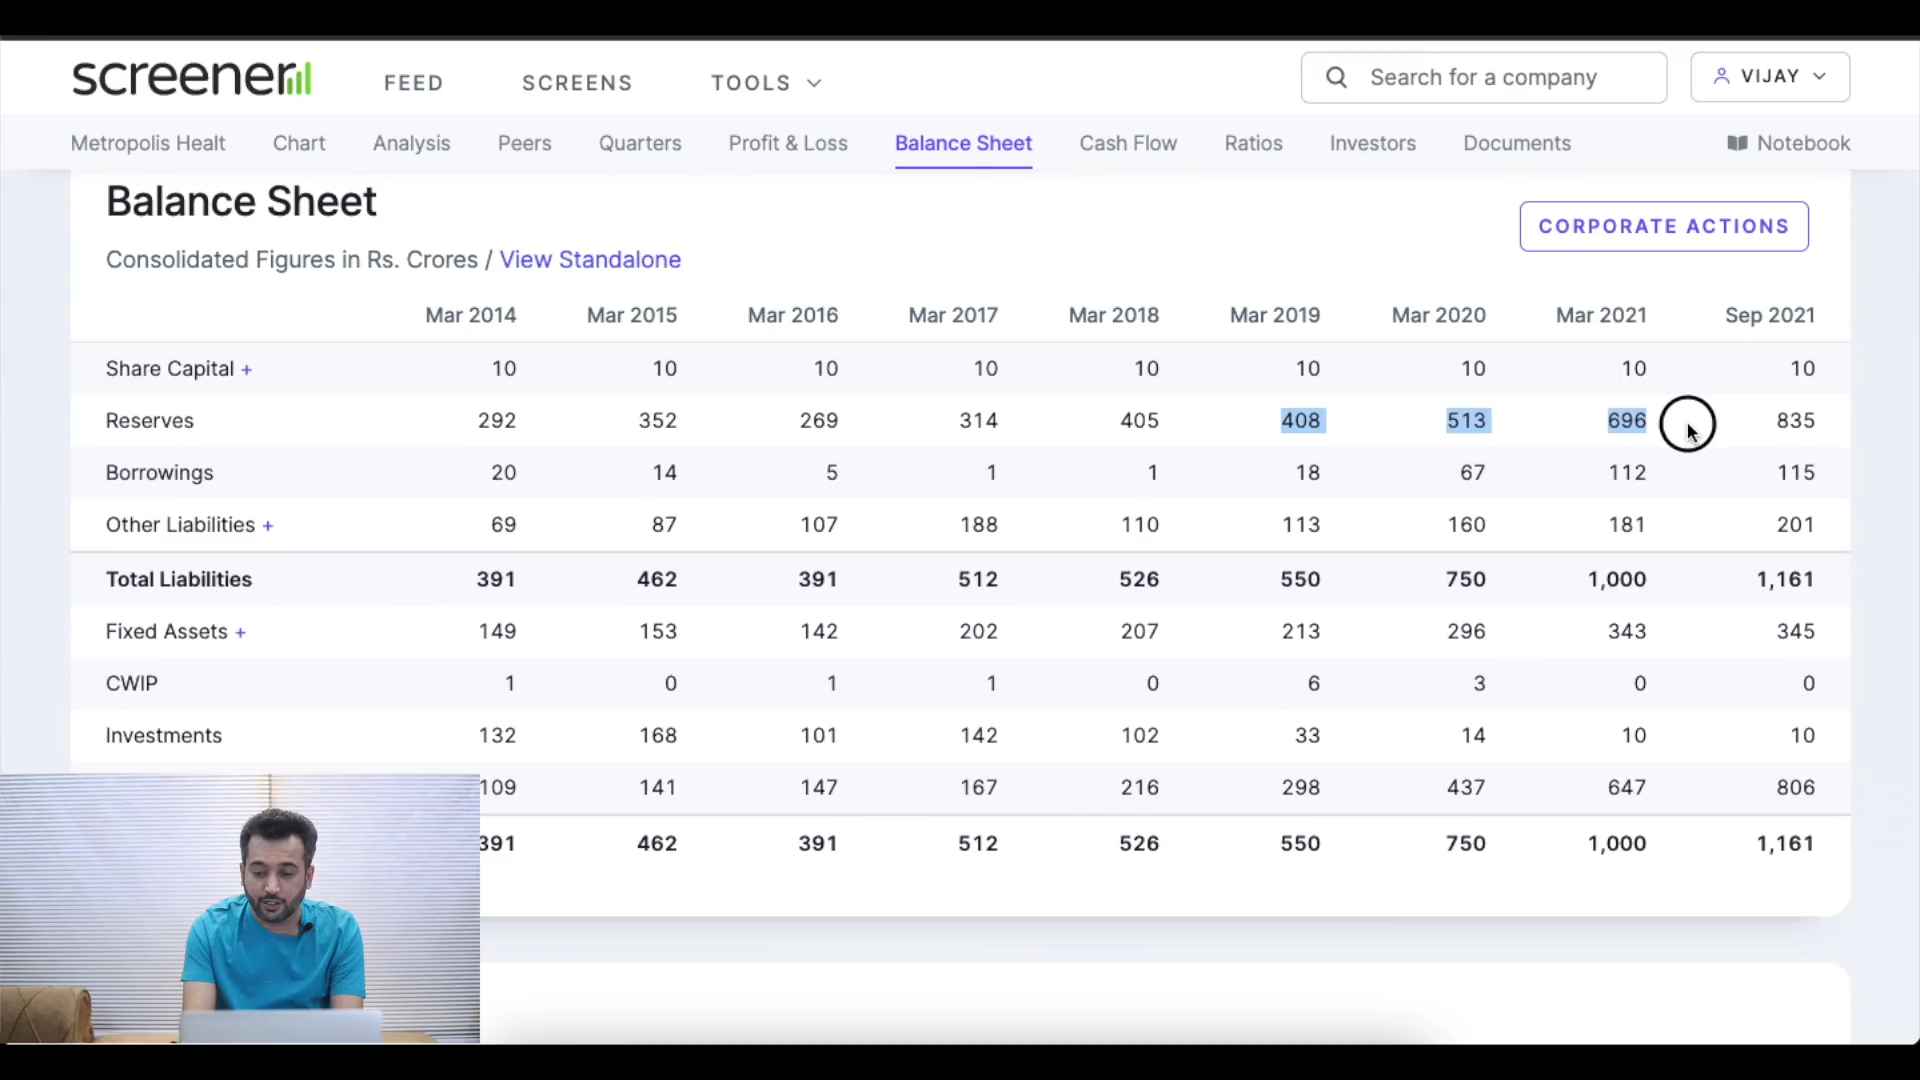 screener
FEED
SCREENS
TOOLS
Search for a company
VIJAY
Metropolis Healt
Chart
Analysis
Peers
Quarters
Profit & Loss
Balance Sheet
Cash Flow
Ratios
Investors
Documents
Notebook
Balance Sheet
CORPORATE ACTIONS
Consolidated Figures in Rs. Crores / View Standalone
Mar 2014 Mar 2015 Mar 2016 Mar 2017 Mar 2018 Mar 2019 Mar 2020 Mar 2021 Sep 2021
Share Capital + 10 10 10 10 10 10 10 10 10
Reserves 292 352 269 314 405 408 513 696 835
Borrowings 20 14 5 1 1 18 67 112 115
Other Liabilities + 69 87 107 188 110 113 160 181 201
Total Liabilities 391 462 391 512 526 550 750 1,000 1,161
Fixed Assets + 149 153 142 202 207 213 296 343 345
CWIP 1 0 1 1 0 6 3 0 0
Investments 132 168 101 142 102 33 14 10 10
109 141 147 167 216 298 437 647 806
391 462 391 512 526 550 750 1,000 1,161